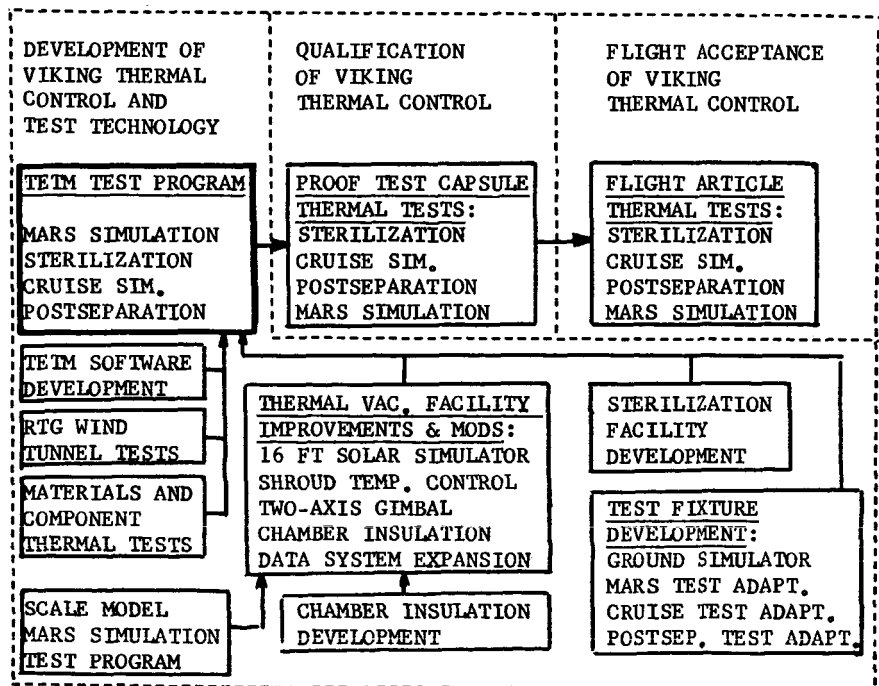 DEVELOPMENT OF
VIKING THERMAL
CONTROL AND
TEST TECHNOLOGY
QUALIFICATION
OF VIKING
THERMAL CONTROL
FLIGHT ACCEPTANCE
OF VIKING
THERMAL CONTROL
TETM TEST PROGRAM
MARS SIMULATION
STERILIZATION
CRUISE SIM.
POSTSEPARATION
PROOF TEST CAPSULE
THERMAL TESTS:
STERILIZATION
CRUISE SIM.
POSTSEPARATION
MARS SIMULATION
FLIGHT ARTICLE
THERMAL TESTS:
STERILIZATION
CRUISE SIM.
POSTSEPARATION
MARS SIMULATION
TETM SOFTWARE
DEVELOPMENT
RTG WIND
TUNNEL TESTS
MATERIALS AND
COMPONENT
THERMAL TESTS
SCALE MODEL
MARS SIMULATION
TEST PROGRAM
THERMAL VAC. FACILITY
IMPROVEMENTS & MODS:
16 FT SOLAR SIMULATOR
SHROUD TEMP. CONTROL
TWO-AXIS GIMBAL
CHAMBER INSULATION
DATA SYSTEM EXPANSION
CHAMBER INSULATION
DEVELOPMENT
STERILIZATION
FACILITY
DEVELOPMENT
TEST FIXTURE
DEVELOPMENT:
GROUND SIMULATOR
MARS TEST ADAPT.
CRUISE TEST ADAPT.
POSTSEP. TEST ADAPT.